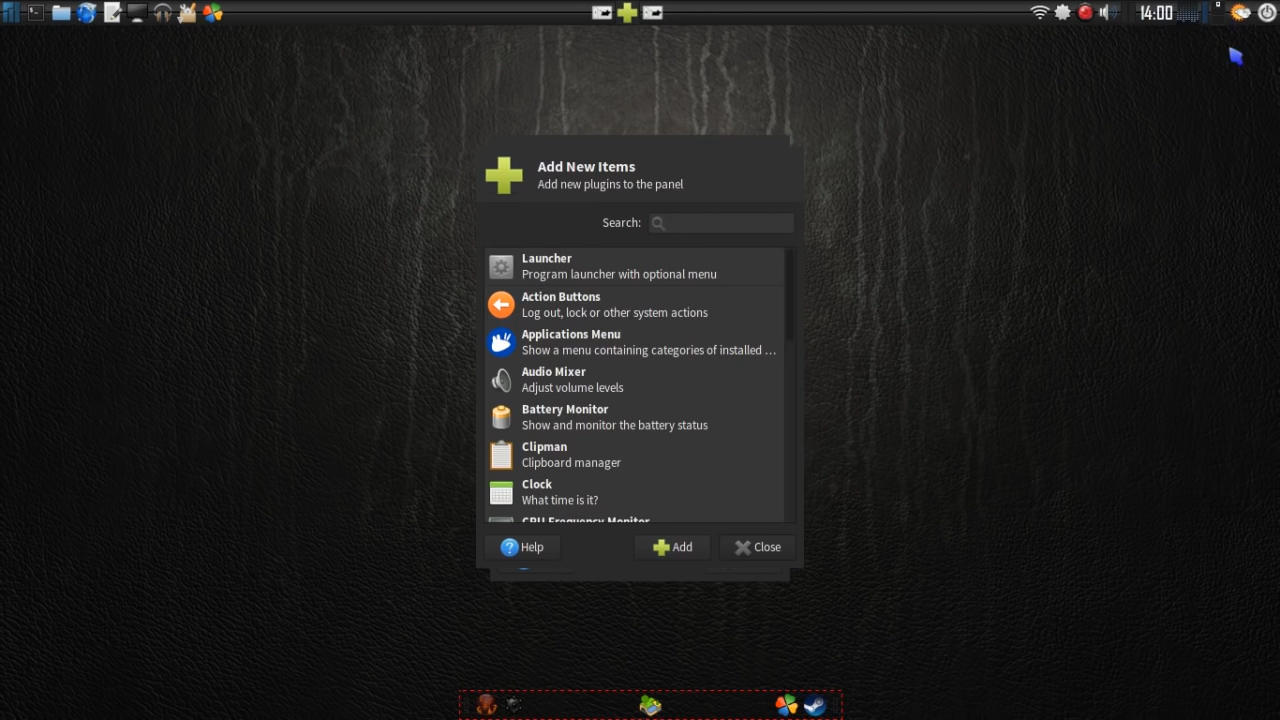 14:00
Add New Items
Add new plugins to the panel
Search:
Launcher
Program launcher with optional menu
Action Buttons
Log out, lock or other system actions
Applications Menu
Show a menu containing categories of installed ...
Audio Mixer
Adjust volume levels
Battery Monitor
Show and monitor the battery status
Clipman
Clipboard manager
Clock
What time is it?
CPU Frequency Monitor
Help
Add
Close